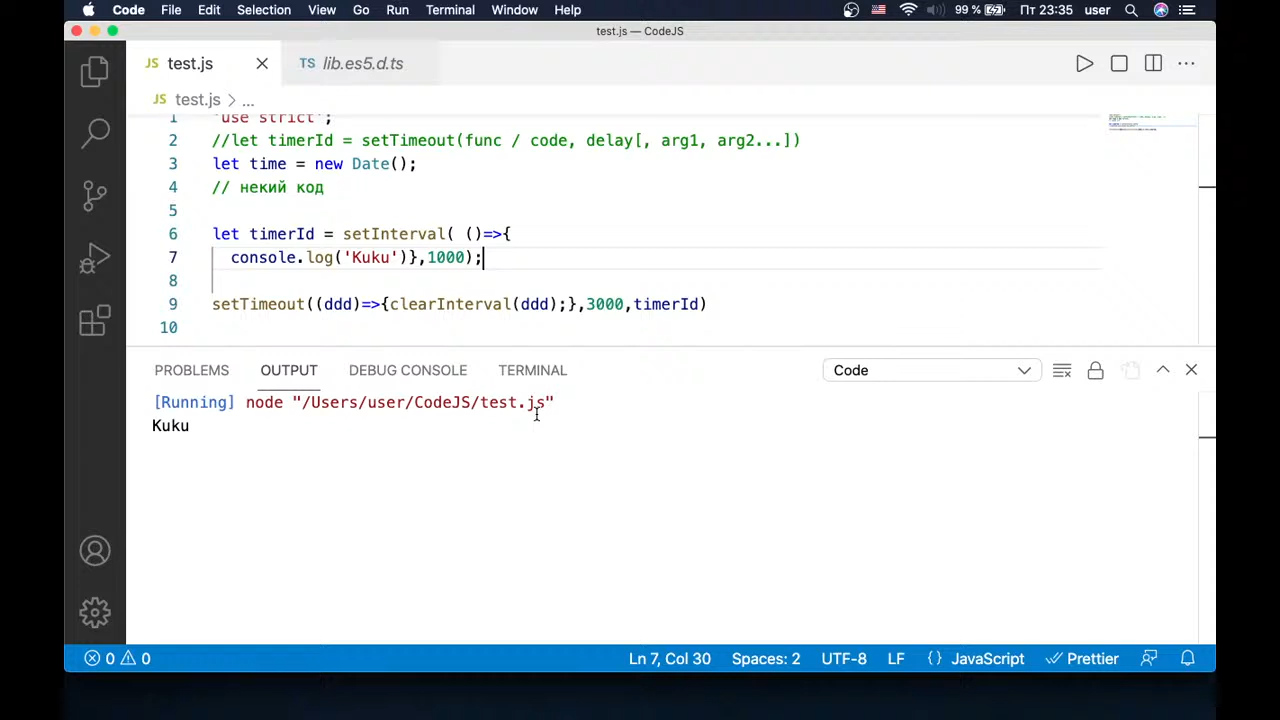 Code File Edit Selection View Go Run Terminal Window Help 99 % Пт 23:35 user
test.js — CodeJS
JS test.js TS lib.es5.d.ts
JS test.js > ...
1 'use strict';
2 //let timerId = setTimeout(func / code, delay[, arg1, arg2...])
3 let time = new Date();
4 // некий код
5
6 let timerId = setInterval( ()=>{
7 console.log('Kuku')},1000);
8
9 setTimeout((ddd)=>{clearInterval(ddd);},3000,timerId)
10
PROBLEMS OUTPUT DEBUG CONSOLE TERMINAL Code
[Running] node "/Users/user/CodeJS/test.js"
Kuku
0 0 Ln 7, Col 30 Spaces: 2 UTF-8 LF {} JavaScript Prettier